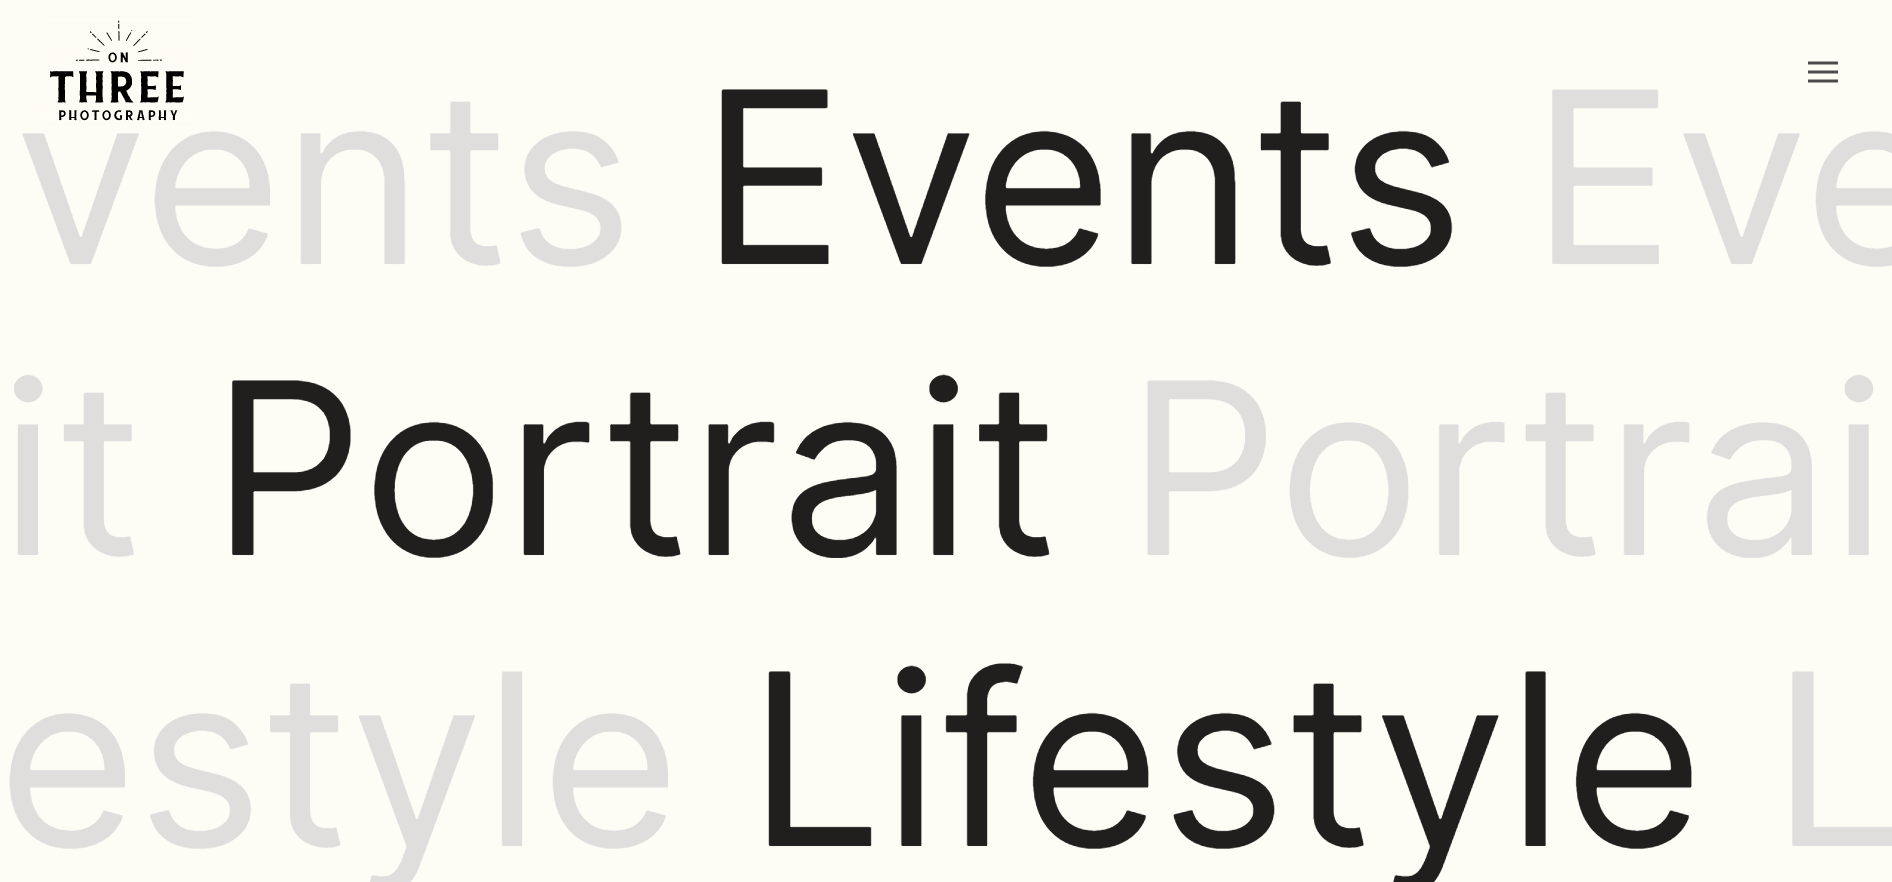 ON
THREE
PHOTOGRAPHY
vents Events Eve
it Portrait Portrai
estyle Lifestyle L